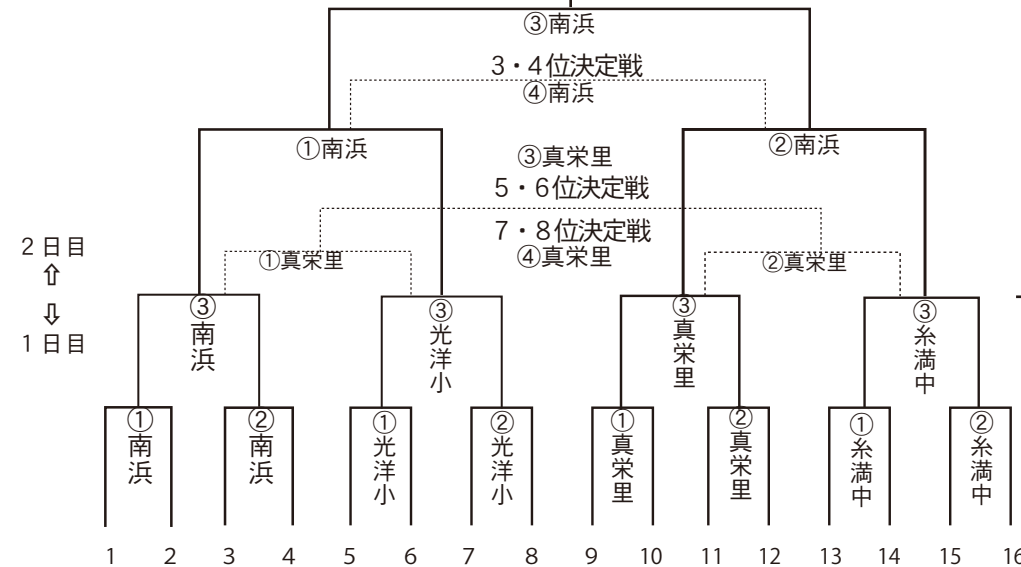 ③南浜
3・4位決定戦
④南浜
①南浜
②南浜
③真栄里
5・6位決定戦
7・8位決定戦
④真栄里
①真栄里
②真栄里
2日目
⇧
⇩
1日目
③南浜
③光洋小
③真栄里
③糸満中
①南浜
②南浜
①光洋小
②光洋小
①真栄里
②真栄里
①糸満中
②糸満中
1 2 3 4 5 6 7 8 9 10 11 12 13 14 15 16